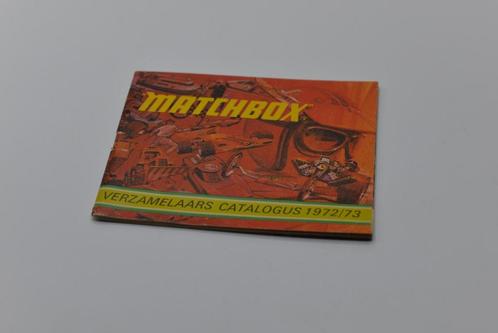 MATCHBOX
VERZAMELAARS CATALOGUS 1972/73